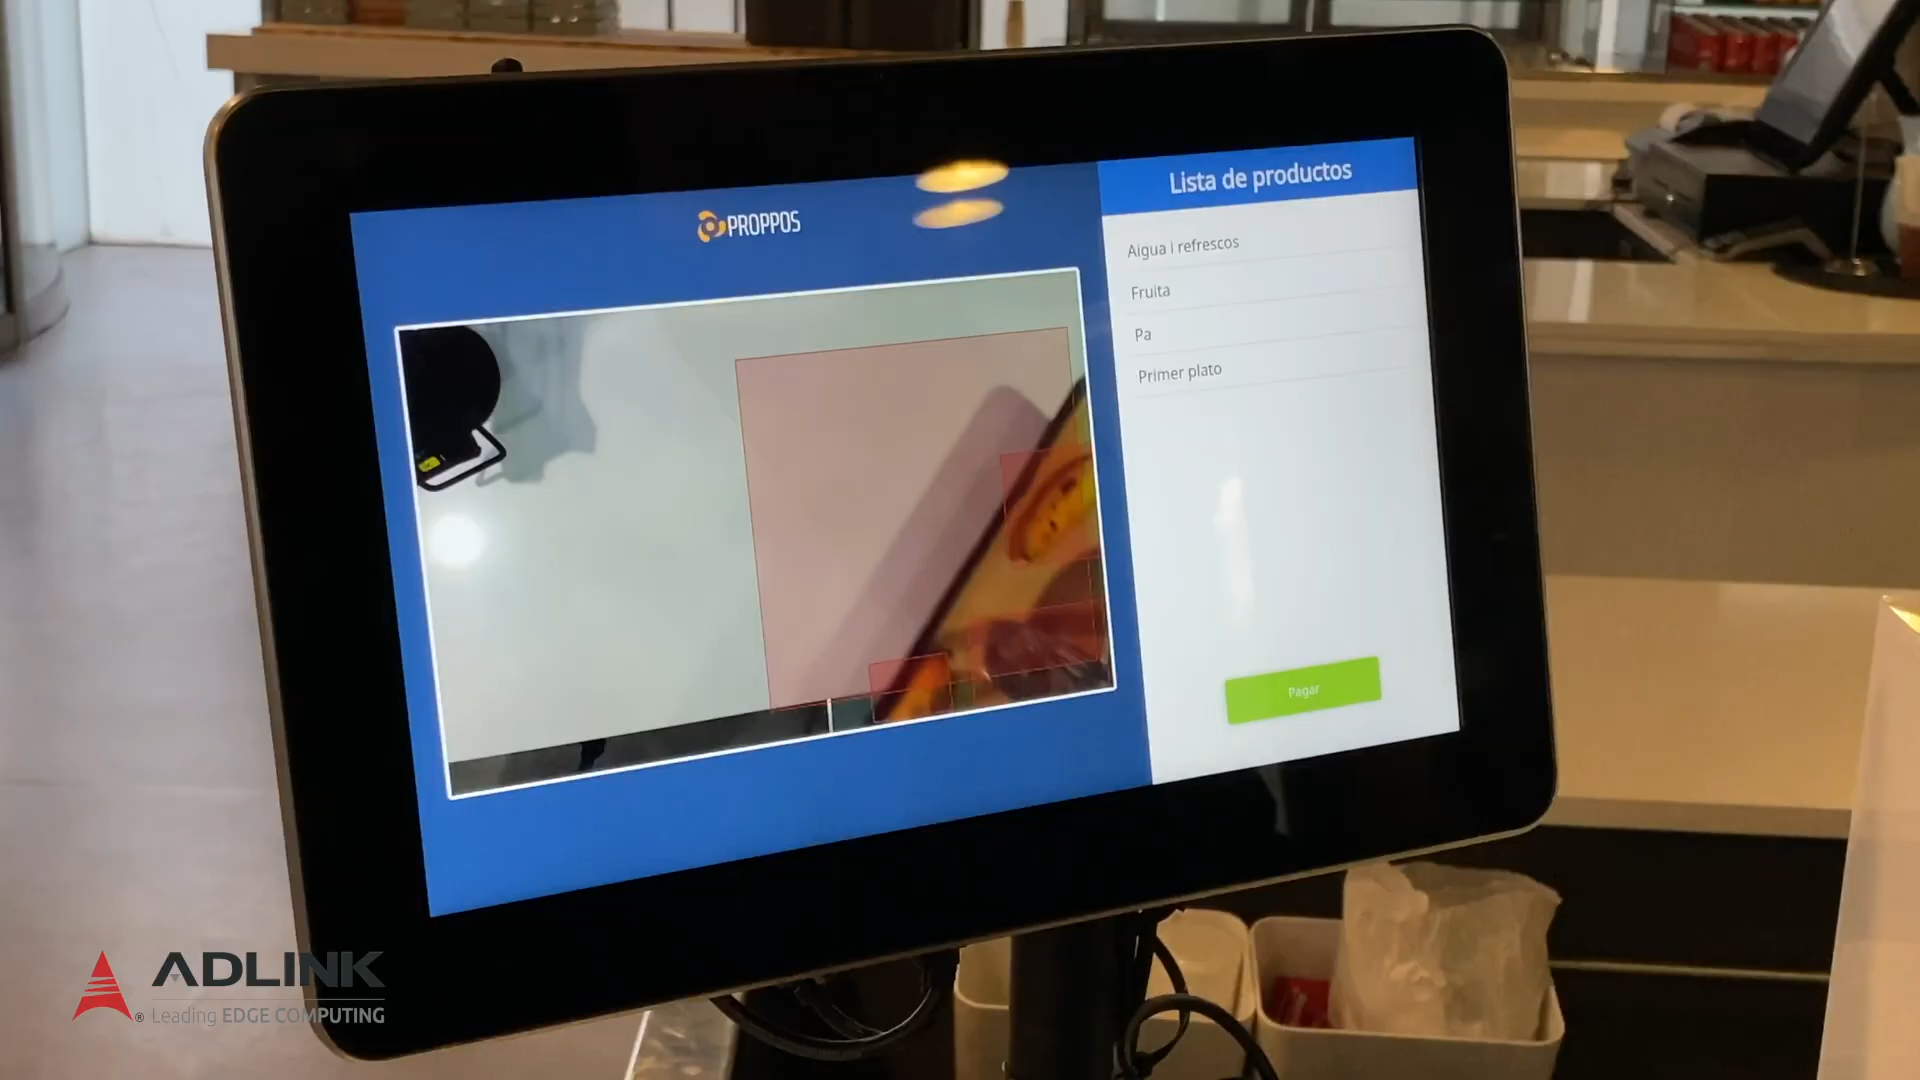 PROPPOS
Lista de productos
Aigua i refrescos
Fruita
Pa
Primer plato
Pagar
ADLINK
® Leading EDGE COMPUTING